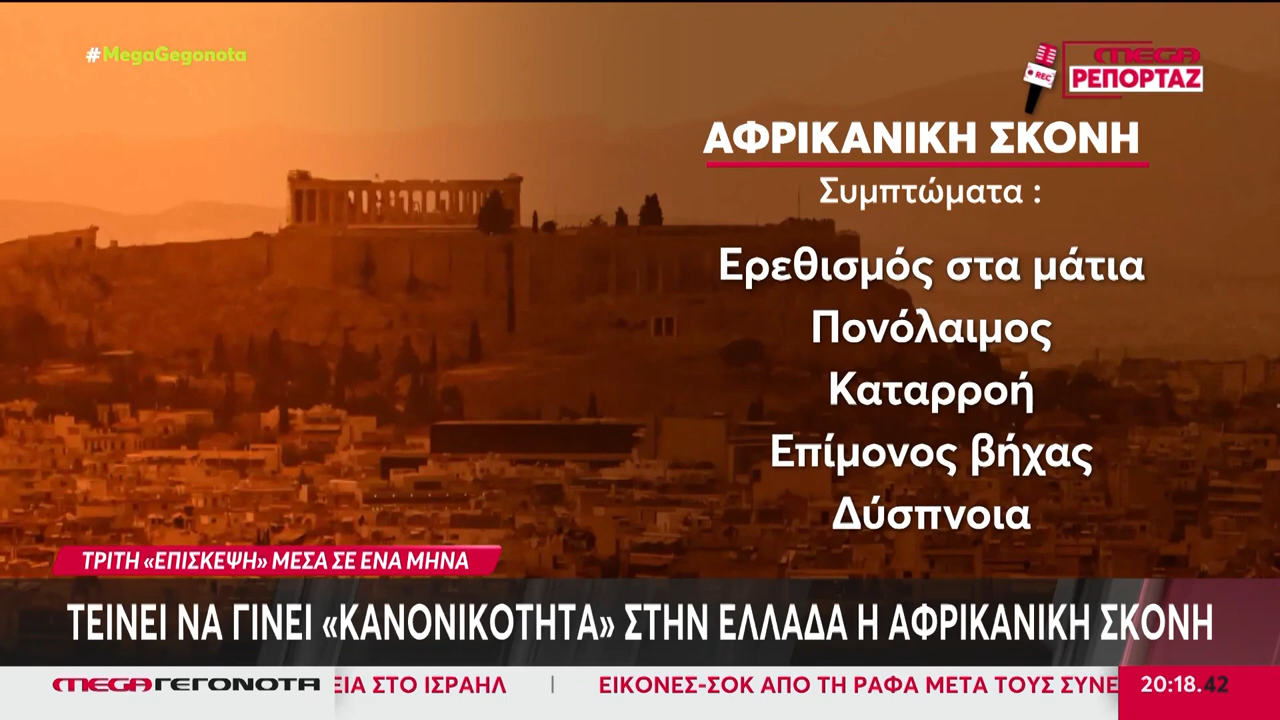 #MegaGegonota
MEGA
REC
ΡΕΠΟΡΤΑΖ
ΑΦΡΙΚΑΝΙΚΗ ΣΚΟΝΗ
Συμπτώματα :
Ερεθισμός στα μάτια
Πονόλαιμος
Καταρροή
Επίμονος βήχας
Δύσπνοια
ΤΡΙΤΗ «ΕΠΙΣΚΕΨΗ» ΜΕΣΑ ΣΕ ΕΝΑ ΜΗΝΑ
ΤΕΙΝΕΙ ΝΑ ΓΙΝΕΙ «ΚΑΝΟΝΙΚΟΤΗΤΑ» ΣΤΗΝ ΕΛΛΑΔΑ Η ΑΦΡΙΚΑΝΙΚΗ ΣΚΟΝΗ
MEGA ΓΕΓΟΝΟΤΑ ΕΙΑ ΣΤΟ ΙΣΡΑΗΛ | ΕΙΚΟΝΕΣ-ΣΟΚ ΑΠΟ ΤΗ ΡΑΦΑ ΜΕΤΑ ΤΟΥΣ ΣΥΝΕ 20:18.42